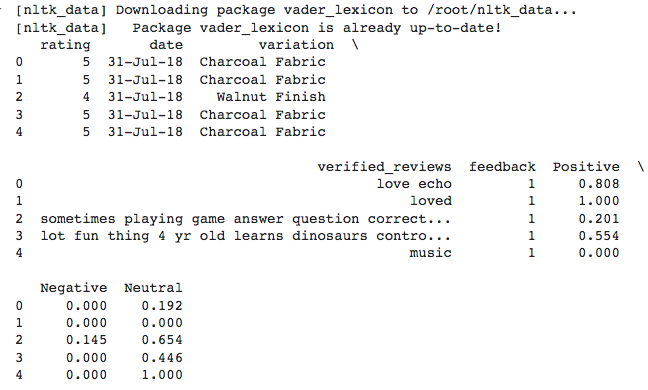 [nltk_data] Downloading package vader_lexicon to /root/nltk_data...
[nltk_data]   Package vader_lexicon is already up-to-date!
   rating       date         variation  \
0       5  31-Jul-18  Charcoal Fabric
1       5  31-Jul-18  Charcoal Fabric
2       4  31-Jul-18    Walnut Finish
3       5  31-Jul-18  Charcoal Fabric
4       5  31-Jul-18  Charcoal Fabric
verified_reviews  feedback  Positive  \
0                                          love echo         1     0.808
1                                              loved         1     1.000
2  sometimes playing game answer question correct...         1     0.201
3  lot fun thing 4 yr old learns dinosaurs contro...         1     0.554
4                                              music         1     0.000
   Negative  Neutral
0     0.000    0.192
1     0.000    0.000
2     0.145    0.654
3     0.000    0.446
4     0.000    1.000